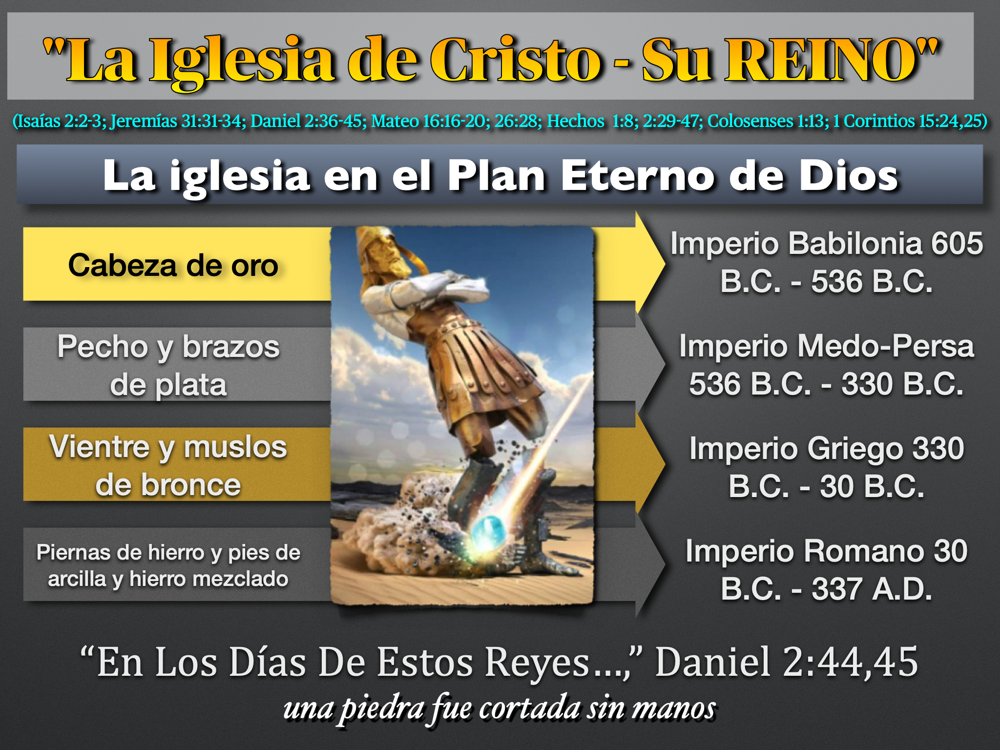 "La Iglesia de Cristo - Su REINO"
(Isaías 2:2-3; Jeremías 31:31-34; Daniel 2:36-45; Mateo 16:16-20; 26:28; Hechos  1:8; 2:29-47; Colosenses 1:13; 1 Corintios 15:24,25)
La iglesia en el Plan Eterno de Dios
Cabeza de oro
Imperio Babilonia 605
B.C. - 536 B.C.
Pecho y brazos
de plata
Imperio Medo-Persa
536 B.C. - 330 B.C.
Vientre y muslos
de bronce
Imperio Griego 330
B.C. - 30 B.C.
Piernas de hierro y pies de
arcilla y hierro mezclado
Imperio Romano 30
B.C. - 337 A.D.
“En Los Días De Estos Reyes…,” Daniel 2:44,45
una piedra fue cortada sin manos